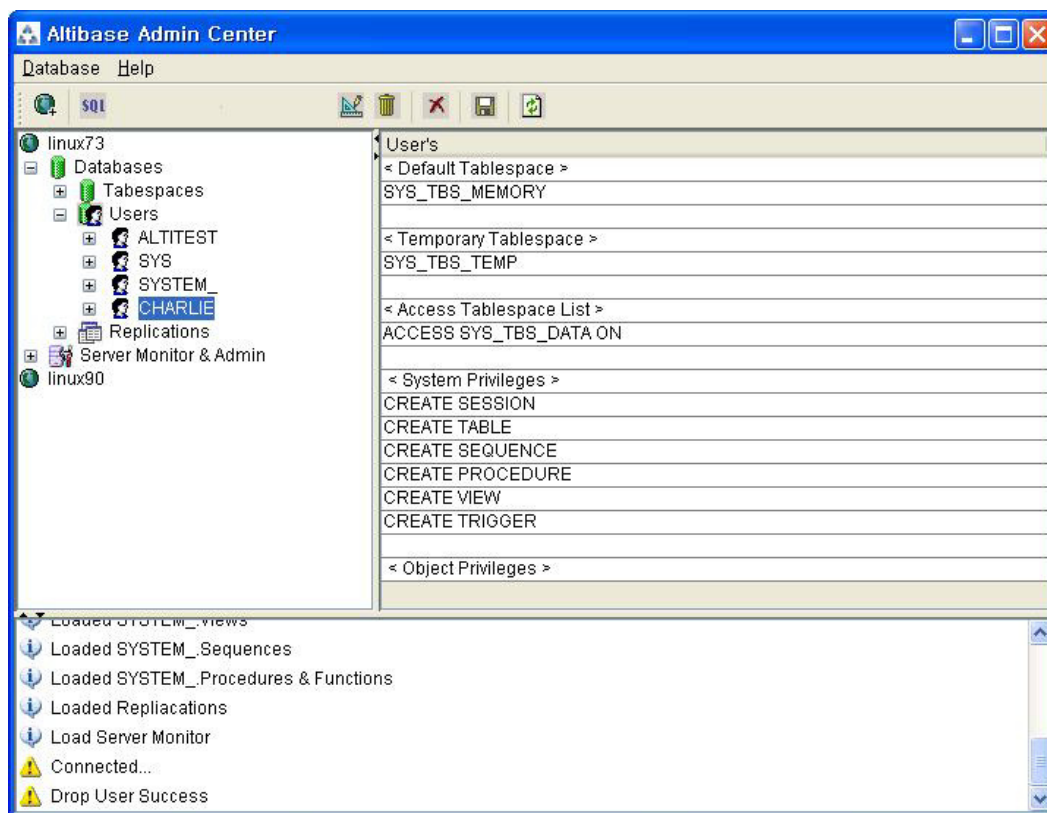 Altibase Admin Center
Database Help
SQL
linux73
Databases
Tabespaces
Users
ALTITEST
SYS
SYSTEM_
CHARLIE
Replications
Server Monitor & Admin
linux90
User's
< Default Tablespace >
SYS_TBS_MEMORY
< Temporary Tablespace >
SYS_TBS_TEMP
< Access Tablespace List >
ACCESS SYS_TBS_DATA ON
< System Privileges >
CREATE SESSION
CREATE TABLE
CREATE SEQUENCE
CREATE PROCEDURE
CREATE VIEW
CREATE TRIGGER
< Object Privileges >
Loaded SYSTEM_.Views
Loaded SYSTEM_.Sequences
Loaded SYSTEM_.Procedures & Functions
Loaded Repliacations
Load Server Monitor
Connected...
Drop User Success